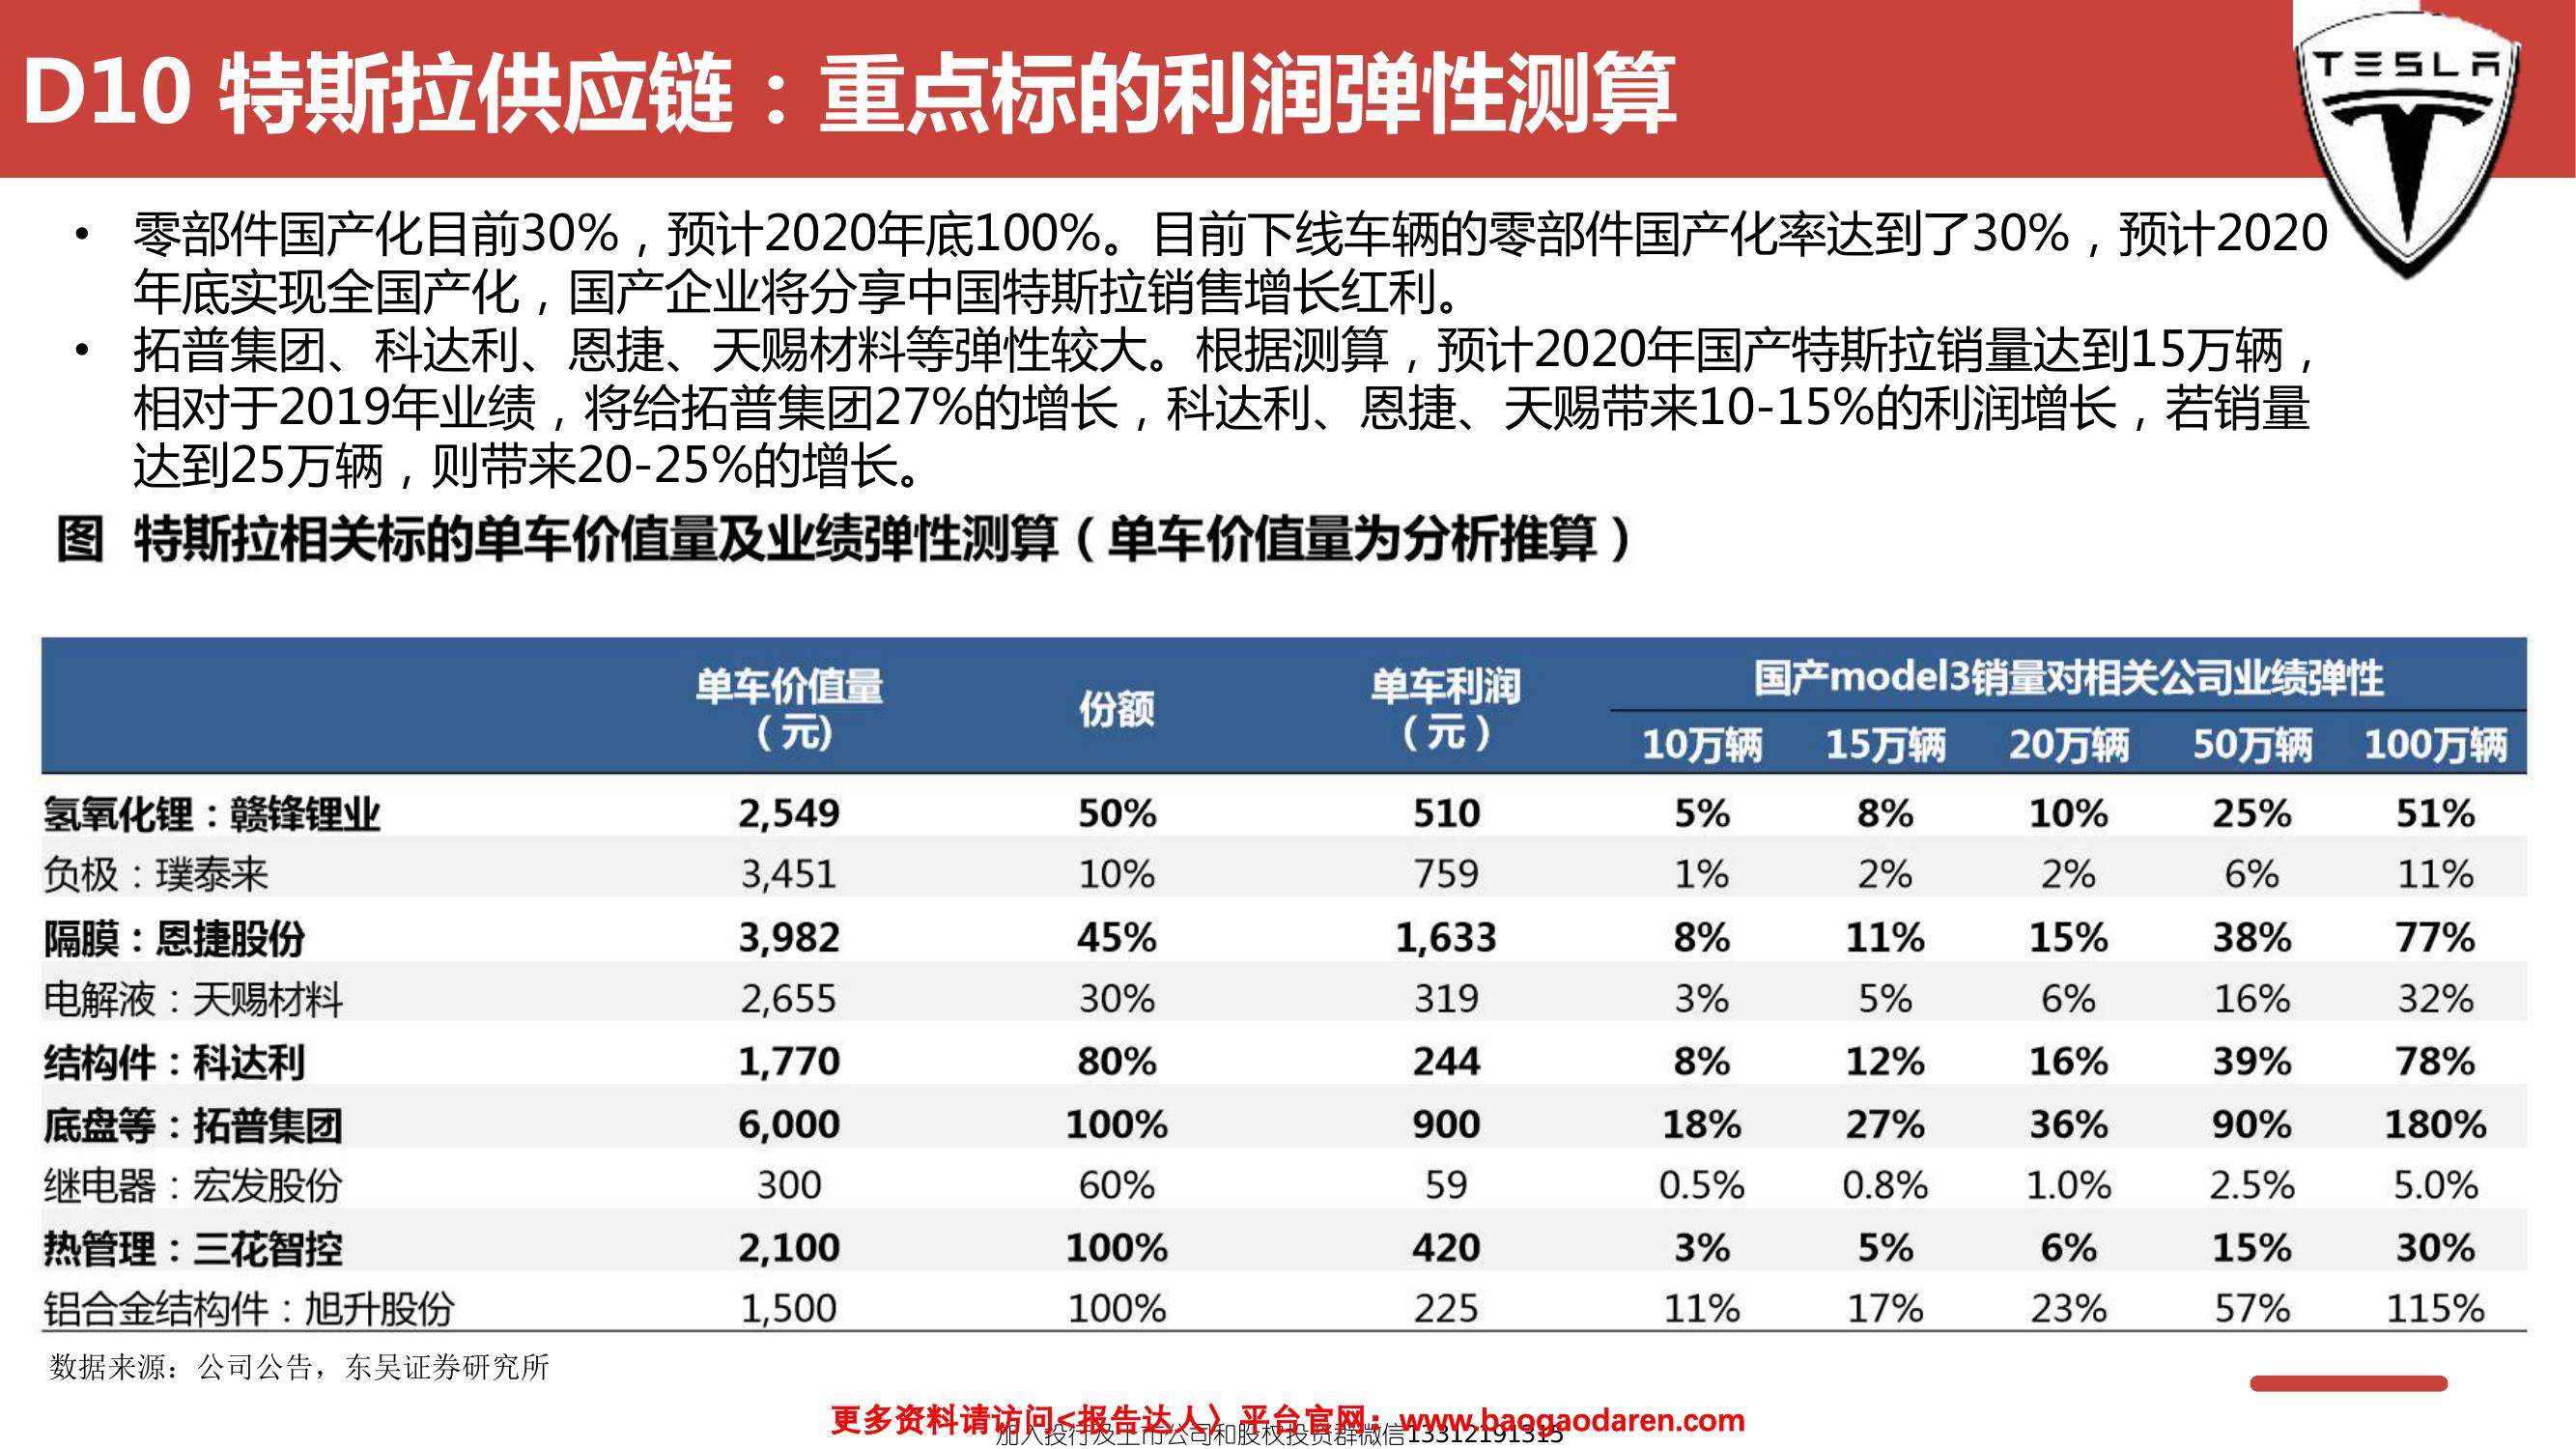 D10 特斯拉供应链：重点标的利润弹性测算
TESLA
• 零部件国产化目前30%，预计2020年底100%。目前下线车辆的零部件国产化率达到了30%，预计2020
年底实现全国产化，国产企业将分享中国特斯拉销售增长红利。
• 拓普集团、科达利、恩捷、天赐材料等弹性较大。根据测算，预计2020年国产特斯拉销量达到15万辆，
相对于2019年业绩，将给拓普集团27%的增长，科达利、恩捷、天赐带来10-15%的利润增长，若销量
达到25万辆，则带来20-25%的增长。
图 特斯拉相关标的单车价值量及业绩弹性测算（单车价值量为分析推算）
单车价值量（元） 份额 单车利润（元） 国产model3销量对相关公司业绩弹性
10万辆 15万辆 20万辆 50万辆 100万辆
氢氧化锂：赣锋锂业 2,549 50% 510 5% 8% 10% 25% 51%
负极：璞泰来 3,451 10% 759 1% 2% 2% 6% 11%
隔膜：恩捷股份 3,982 45% 1,633 8% 11% 15% 38% 77%
电解液：天赐材料 2,655 30% 319 3% 5% 6% 16% 32%
结构件：科达利 1,770 80% 244 8% 12% 16% 39% 78%
底盘等：拓普集团 6,000 100% 900 18% 27% 36% 90% 180%
继电器：宏发股份 300 60% 59 0.5% 0.8% 1.0% 2.5% 5.0%
热管理：三花智控 2,100 100% 420 3% 5% 6% 15% 30%
铝合金结构件：旭升股份 1,500 100% 225 11% 17% 23% 57% 115%
数据来源：公司公告，东吴证券研究所
更多资料请访问<报告达人〉平台官网：www.baogaodaren.com
加入投行及上市公司和股权投资群微信13312191315